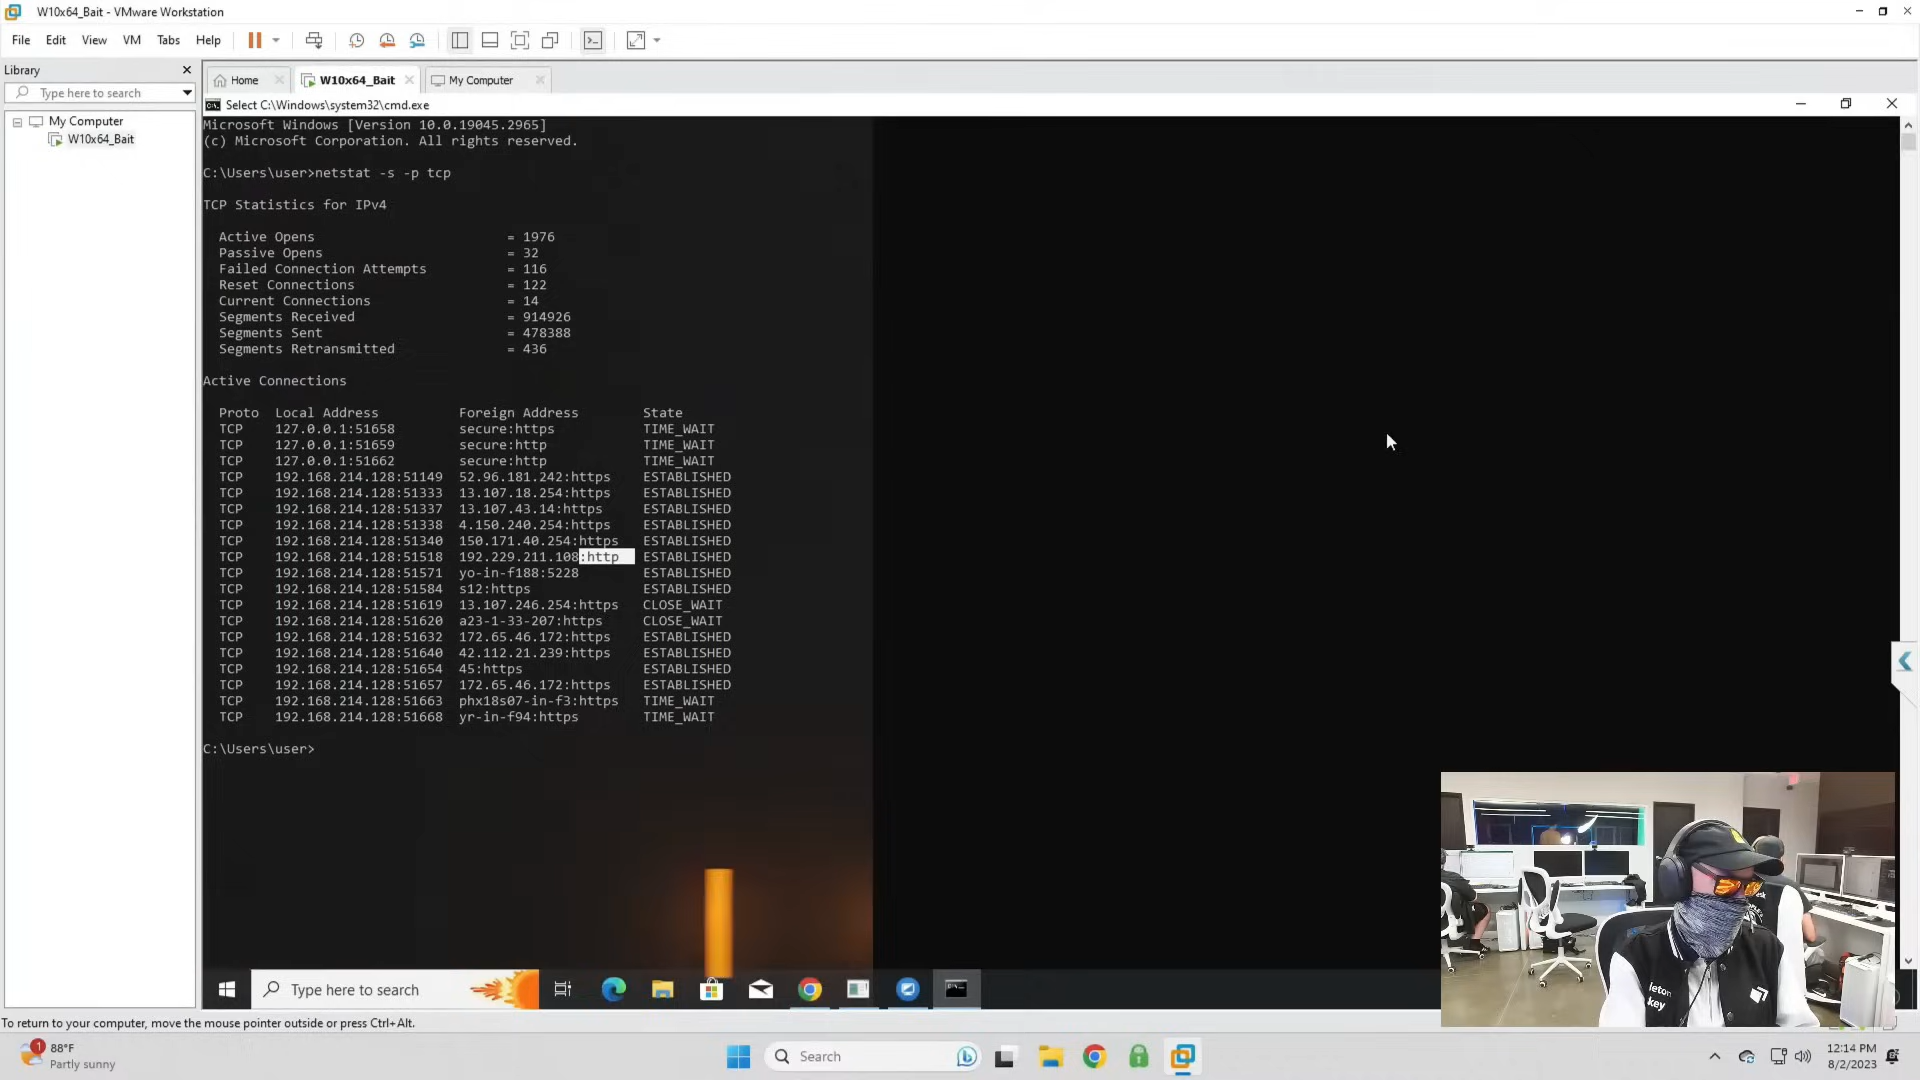 W10x64_Bait - VMware Workstation
File Edit View VM Tabs Help
Library
Type here to search
My Computer
W10x64_Bait
Home
W10x64_Bait
My Computer
Select C:\Windows\system32\cmd.exe
Microsoft Windows [Version 10.0.19045.2965]
(c) Microsoft Corporation. All rights reserved.
C:\Users\user>netstat -s -p tcp
TCP Statistics for IPv4
Active Opens = 1976
Passive Opens = 32
Failed Connection Attempts = 116
Reset Connections = 122
Current Connections = 14
Segments Received = 914926
Segments Sent = 478388
Segments Retransmitted = 436
Active Connections
Proto Local Address Foreign Address State
TCP 127.0.0.1:51658 secure:https TIME_WAIT
TCP 127.0.0.1:51659 secure:http TIME_WAIT
TCP 127.0.0.1:51662 secure:http TIME_WAIT
TCP 192.168.214.128:51149 52.96.181.242:https ESTABLISHED
TCP 192.168.214.128:51333 13.107.18.254:https ESTABLISHED
TCP 192.168.214.128:51337 13.107.43.14:https ESTABLISHED
TCP 192.168.214.128:51338 4.150.240.254:https ESTABLISHED
TCP 192.168.214.128:51340 150.171.40.254:https ESTABLISHED
TCP 192.168.214.128:51518 192.229.211.108:http ESTABLISHED
TCP 192.168.214.128:51571 yo-in-f188:5228 ESTABLISHED
TCP 192.168.214.128:51584 s12:https ESTABLISHED
TCP 192.168.214.128:51619 13.107.246.254:https CLOSE_WAIT
TCP 192.168.214.128:51620 a23-1-33-207:https CLOSE_WAIT
TCP 192.168.214.128:51632 172.65.46.172:https ESTABLISHED
TCP 192.168.214.128:51640 42.112.21.239:https ESTABLISHED
TCP 192.168.214.128:51654 45:https ESTABLISHED
TCP 192.168.214.128:51657 172.65.46.172:https ESTABLISHED
TCP 192.168.214.128:51663 phx18s07-in-f3:https TIME_WAIT
TCP 192.168.214.128:51668 yr-in-f94:https TIME_WAIT
C:\Users\user>
Type here to search
leton
key
To return to your computer, move the mouse pointer outside or press Ctrl+Alt.
1
88°F
Partly sunny
Search
12:14 PM
8/2/2023